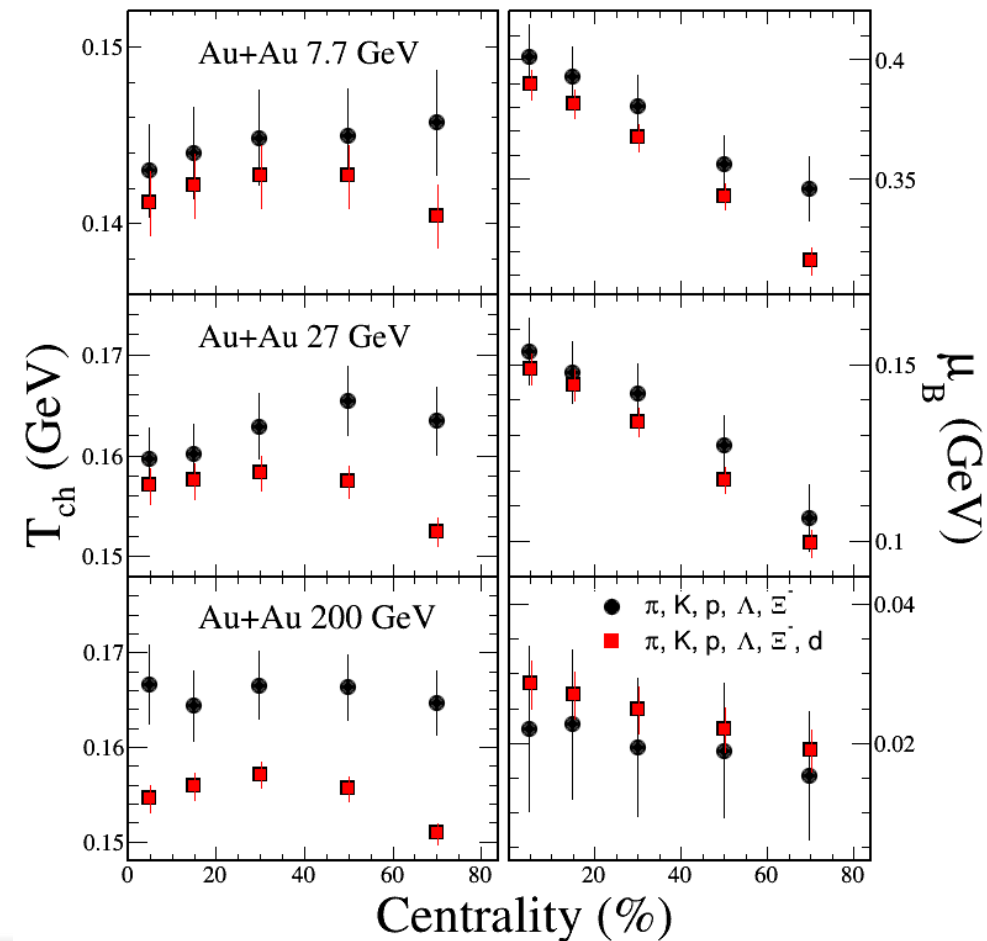 Au+Au 7.7 GeV
0.15
0.14
0.4
0.35
Au+Au 27 GeV
0.17
0.16
0.15
0.15
0.1
Au+Au 200 GeV
0.17
0.16
0.15
π, K, p, Λ, Ξ⁻
π, K, p, Λ, Ξ⁻, d
0.04
0.02
T_ch (GeV)
μ_B (GeV)
0 20 40 60 80
20 40 60 80
Centrality (%)